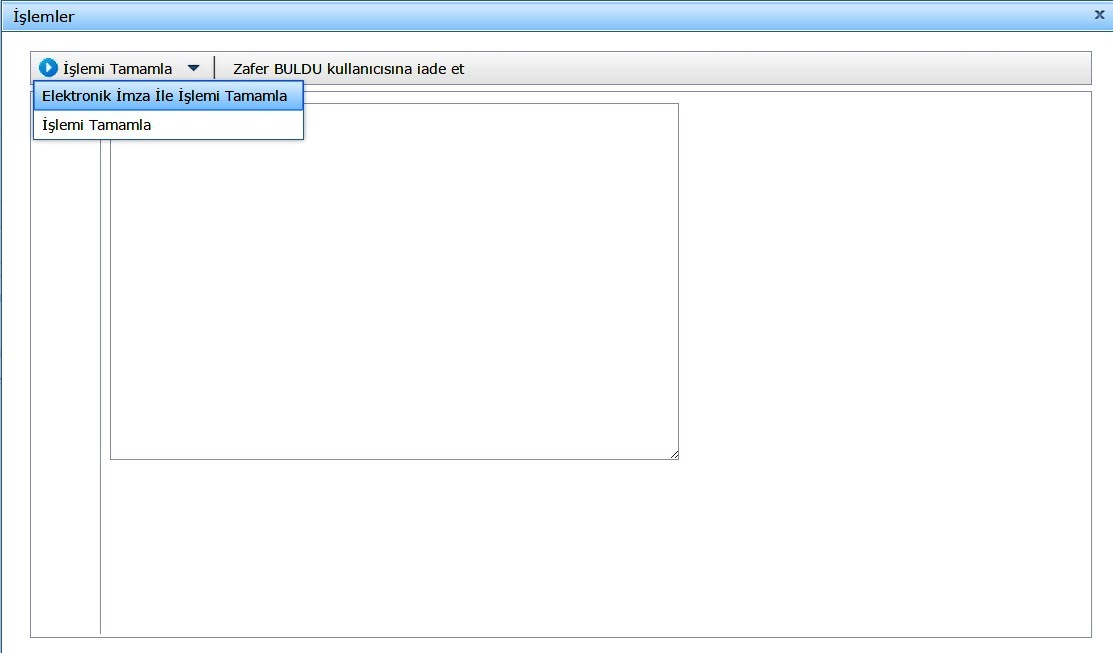 İşlemler
x
İşlemi Tamamla
Zafer BULDU kullanıcısına iade et
Elektronik İmza İle İşlemi Tamamla
İşlemi Tamamla